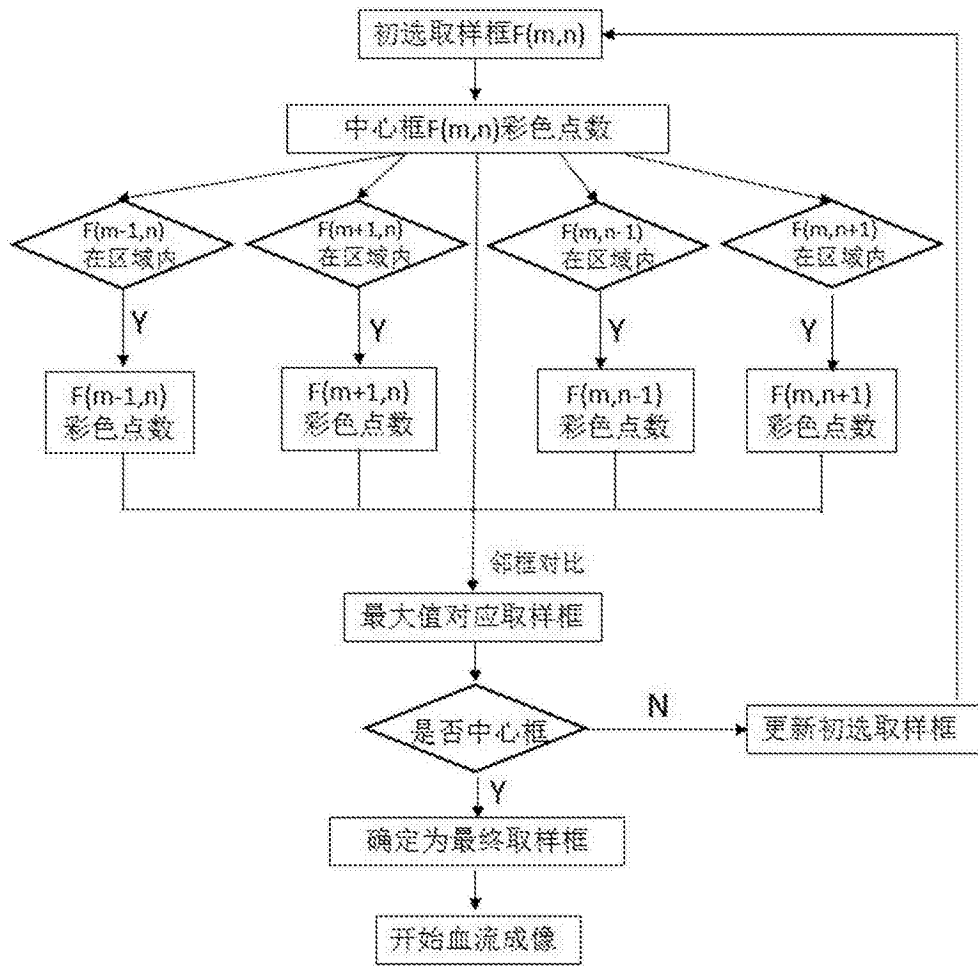 初选取样框F(m,n)
中心框F(m,n)彩色点数
F(m-1,n)
在区域内
F(m+1,n)
在区域内
F(m,n-1)
在区域内
F(m,n+1)
在区域内
Y
Y
Y
Y
F(m-1,n)
彩色点数
F(m+1,n)
彩色点数
F(m,n-1)
彩色点数
F(m,n+1)
彩色点数
邻框对比
最大值对应取样框
是否中心框
N
更新初选取样框
Y
确定为最终取样框
开始血流成像